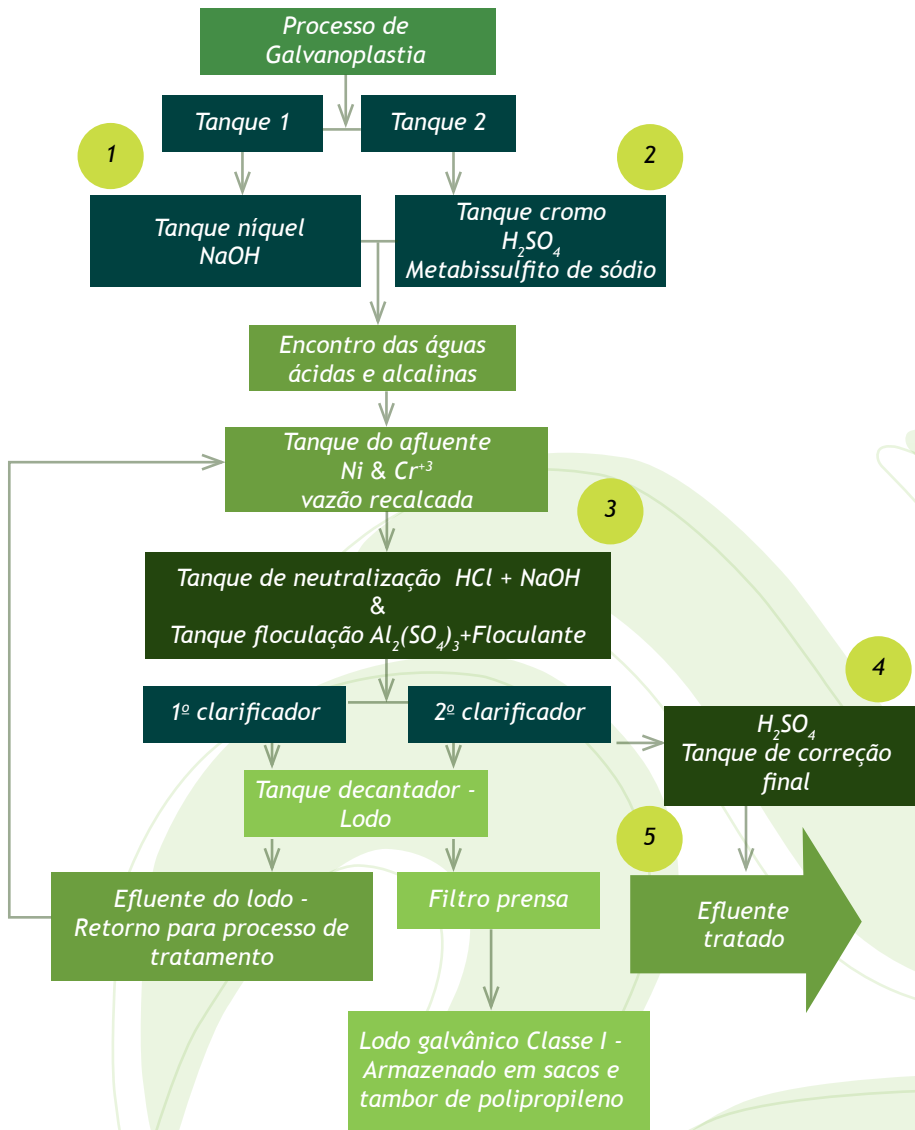 Processo de
Galvanoplastia
Tanque 1
Tanque 2
1
2
Tanque níquel
NaOH
Tanque cromo
H₂SO₄
Metabissulfito de sódio
Encontro das águas
ácidas e alcalinas
Tanque do afluente
Ni & Cr⁺³
vazão recalcada
3
Tanque de neutralização HCl + NaOH
&
Tanque floculação Al₂(SO₄)₃+Floculante
4
1º clarificador
2º clarificador
H₂SO₄
Tanque de correção
final
Tanque decantador -
Lodo
5
Efluente do lodo -
Retorno para processo de
tratamento
Filtro prensa
Efluente
tratado
Lodo galvânico Classe I -
Armazenado em sacos e
tambor de polipropileno